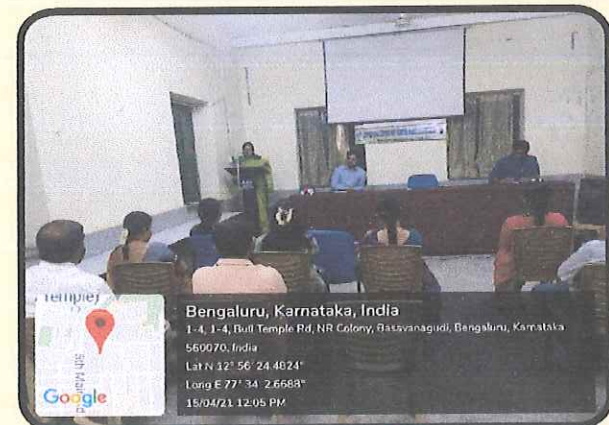 Bengaluru, Karnataka, India
1-4, 1-4, Bull Temple Rd, NR Colony, Basavanagudi, Bengaluru, Karnataka
560070, India
Lat N 12° 56' 24.4824"
Long E 77° 34' 2.6688"
15/04/21 12:05 PM
Google